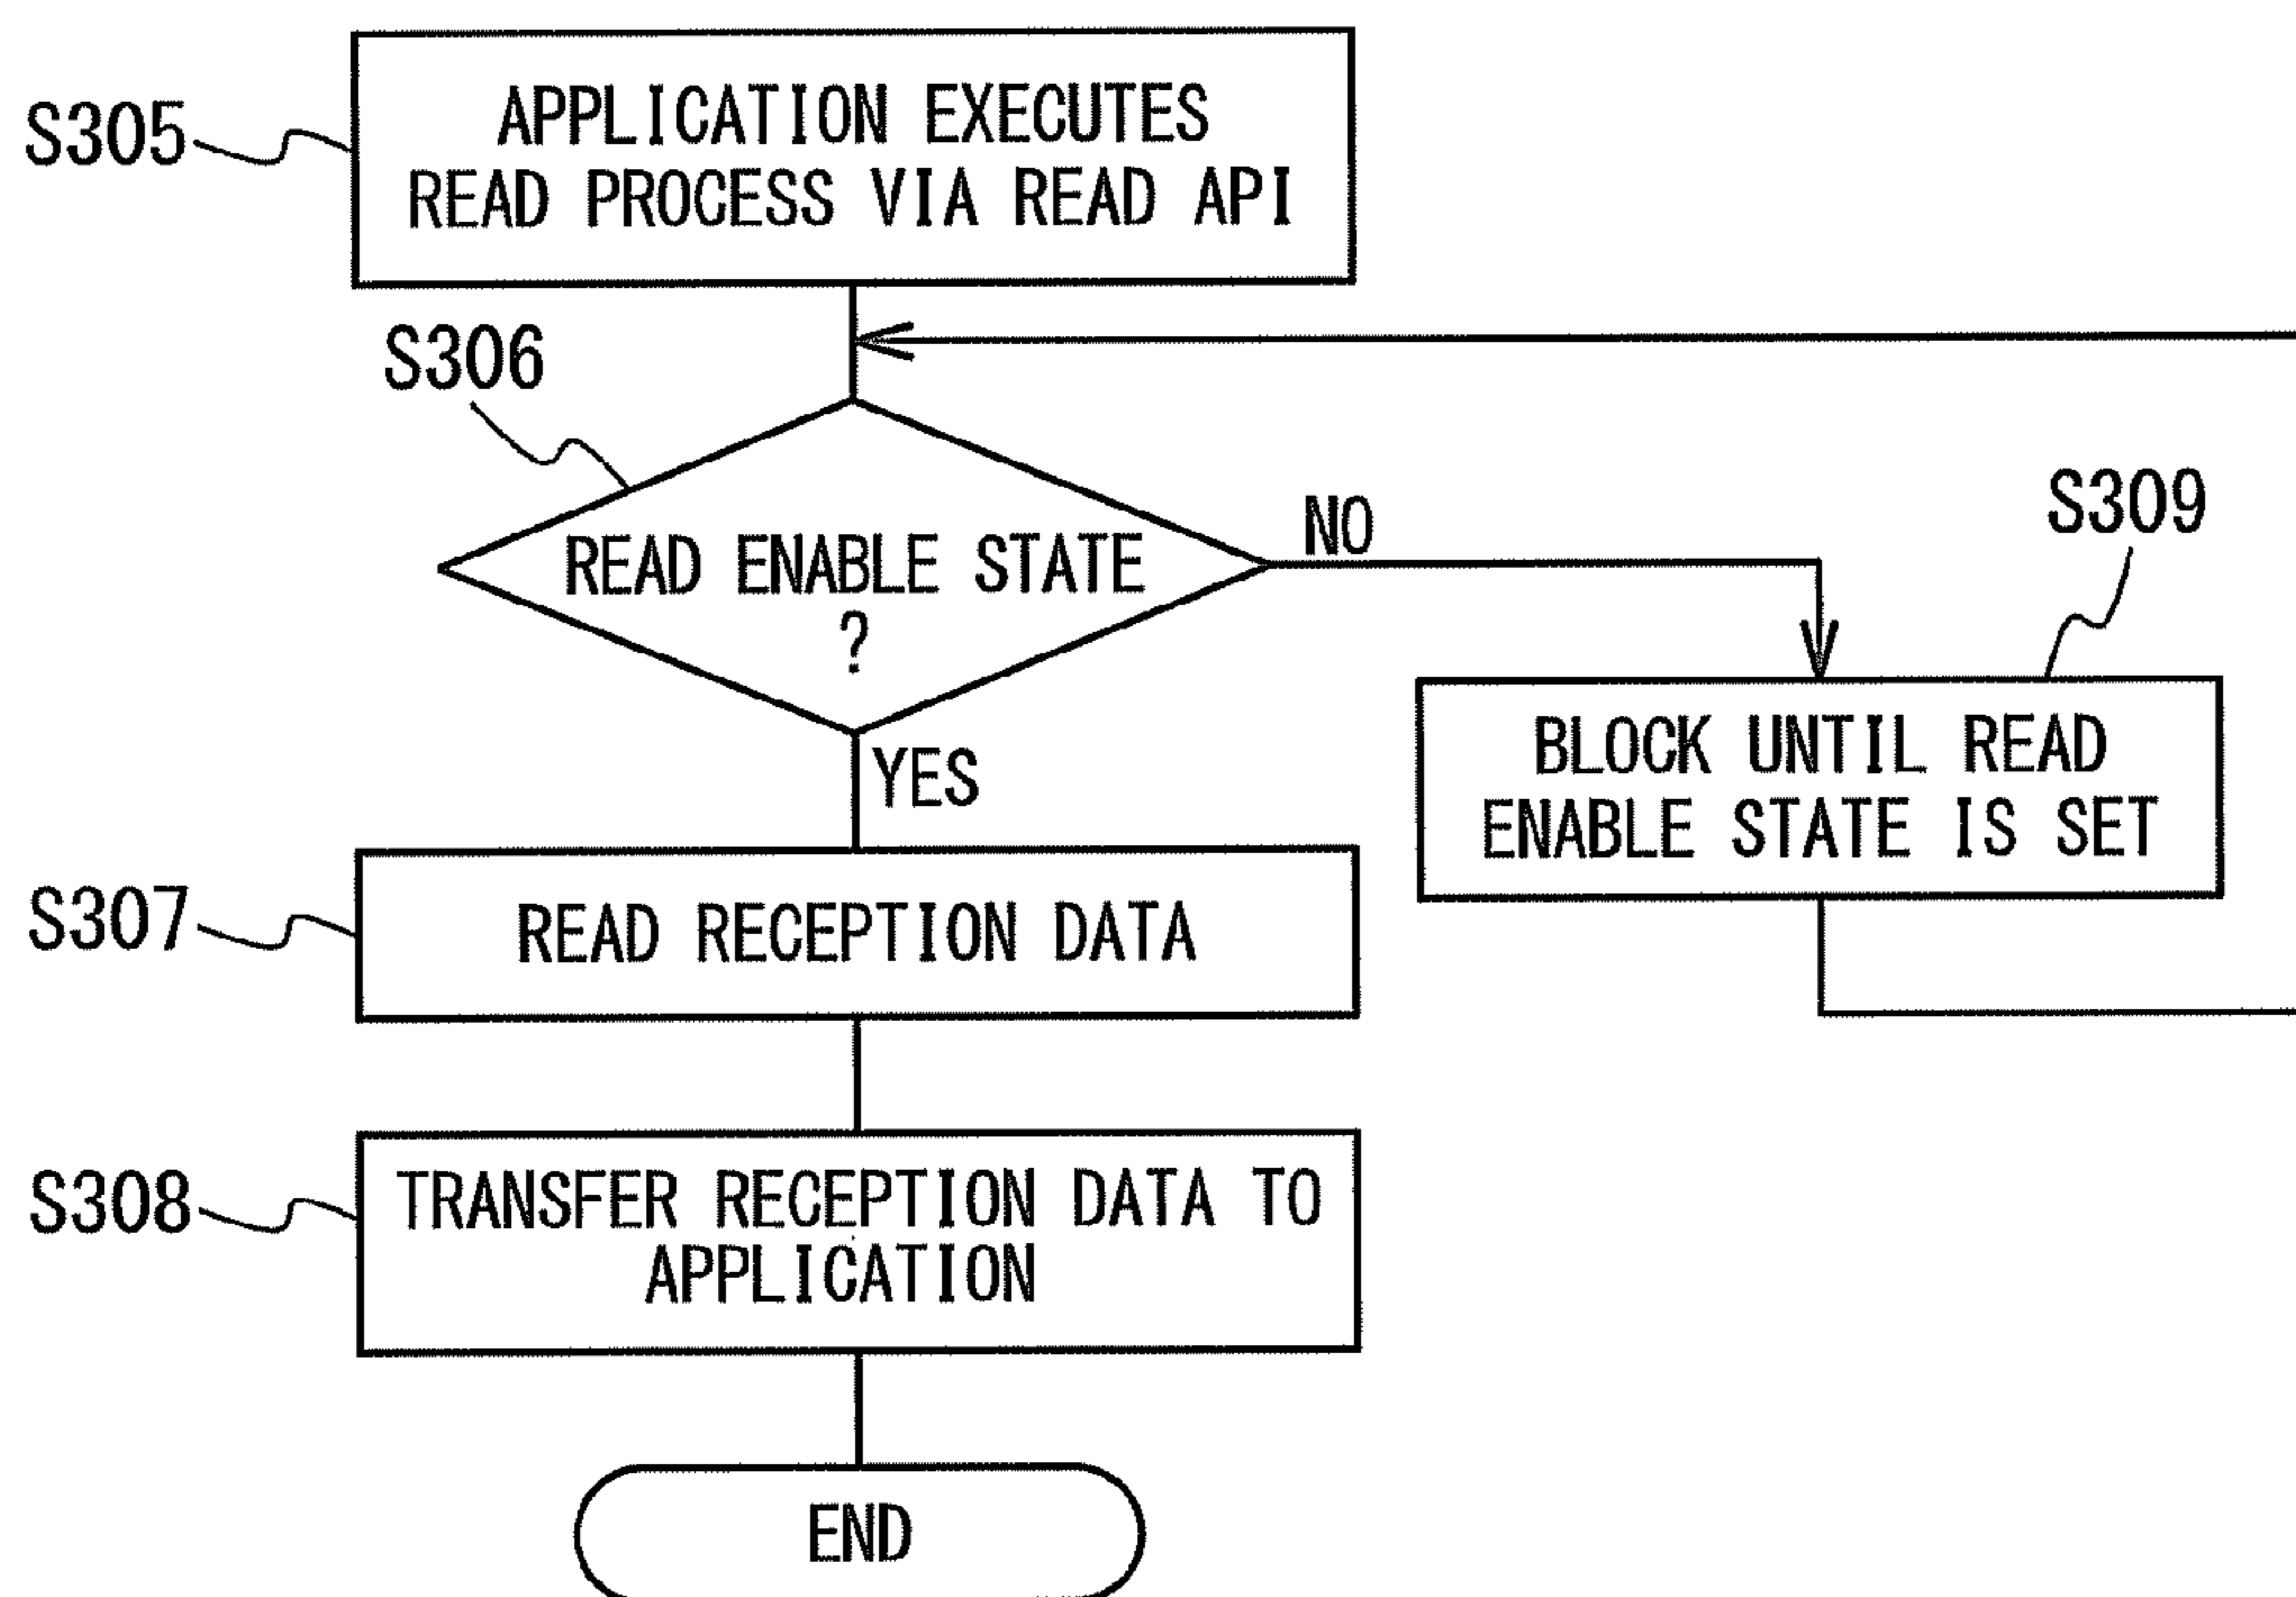 S305
APPLICATION EXECUTES
READ PROCESS VIA READ API
S306
READ ENABLE STATE
?
NO
YES
S309
BLOCK UNTIL READ
ENABLE STATE IS SET
S307
READ RECEPTION DATA
S308
TRANSFER RECEPTION DATA TO
APPLICATION
END